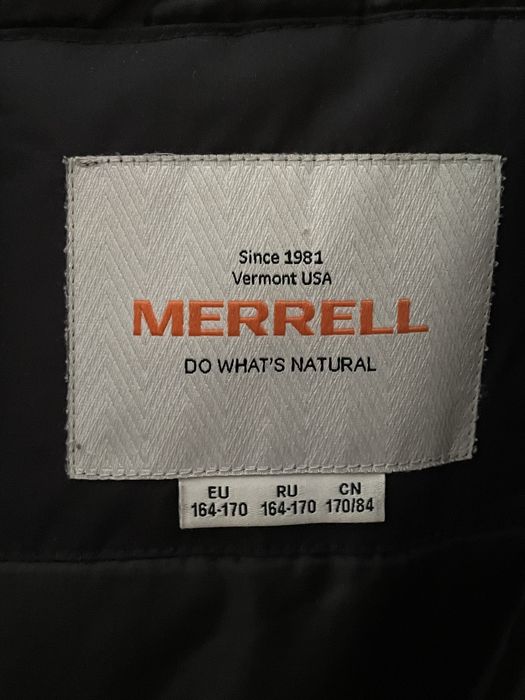 Since 1981
Vermont USA
MERRELL
DO WHAT'S NATURAL
EU RU CN
164-170 164-170 170/84